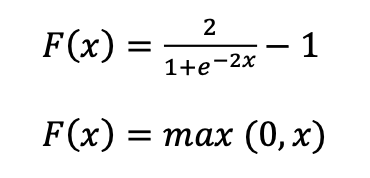 F(x) = 2/(1+e^{-2x}) − 1
F(x) = max (0, x)